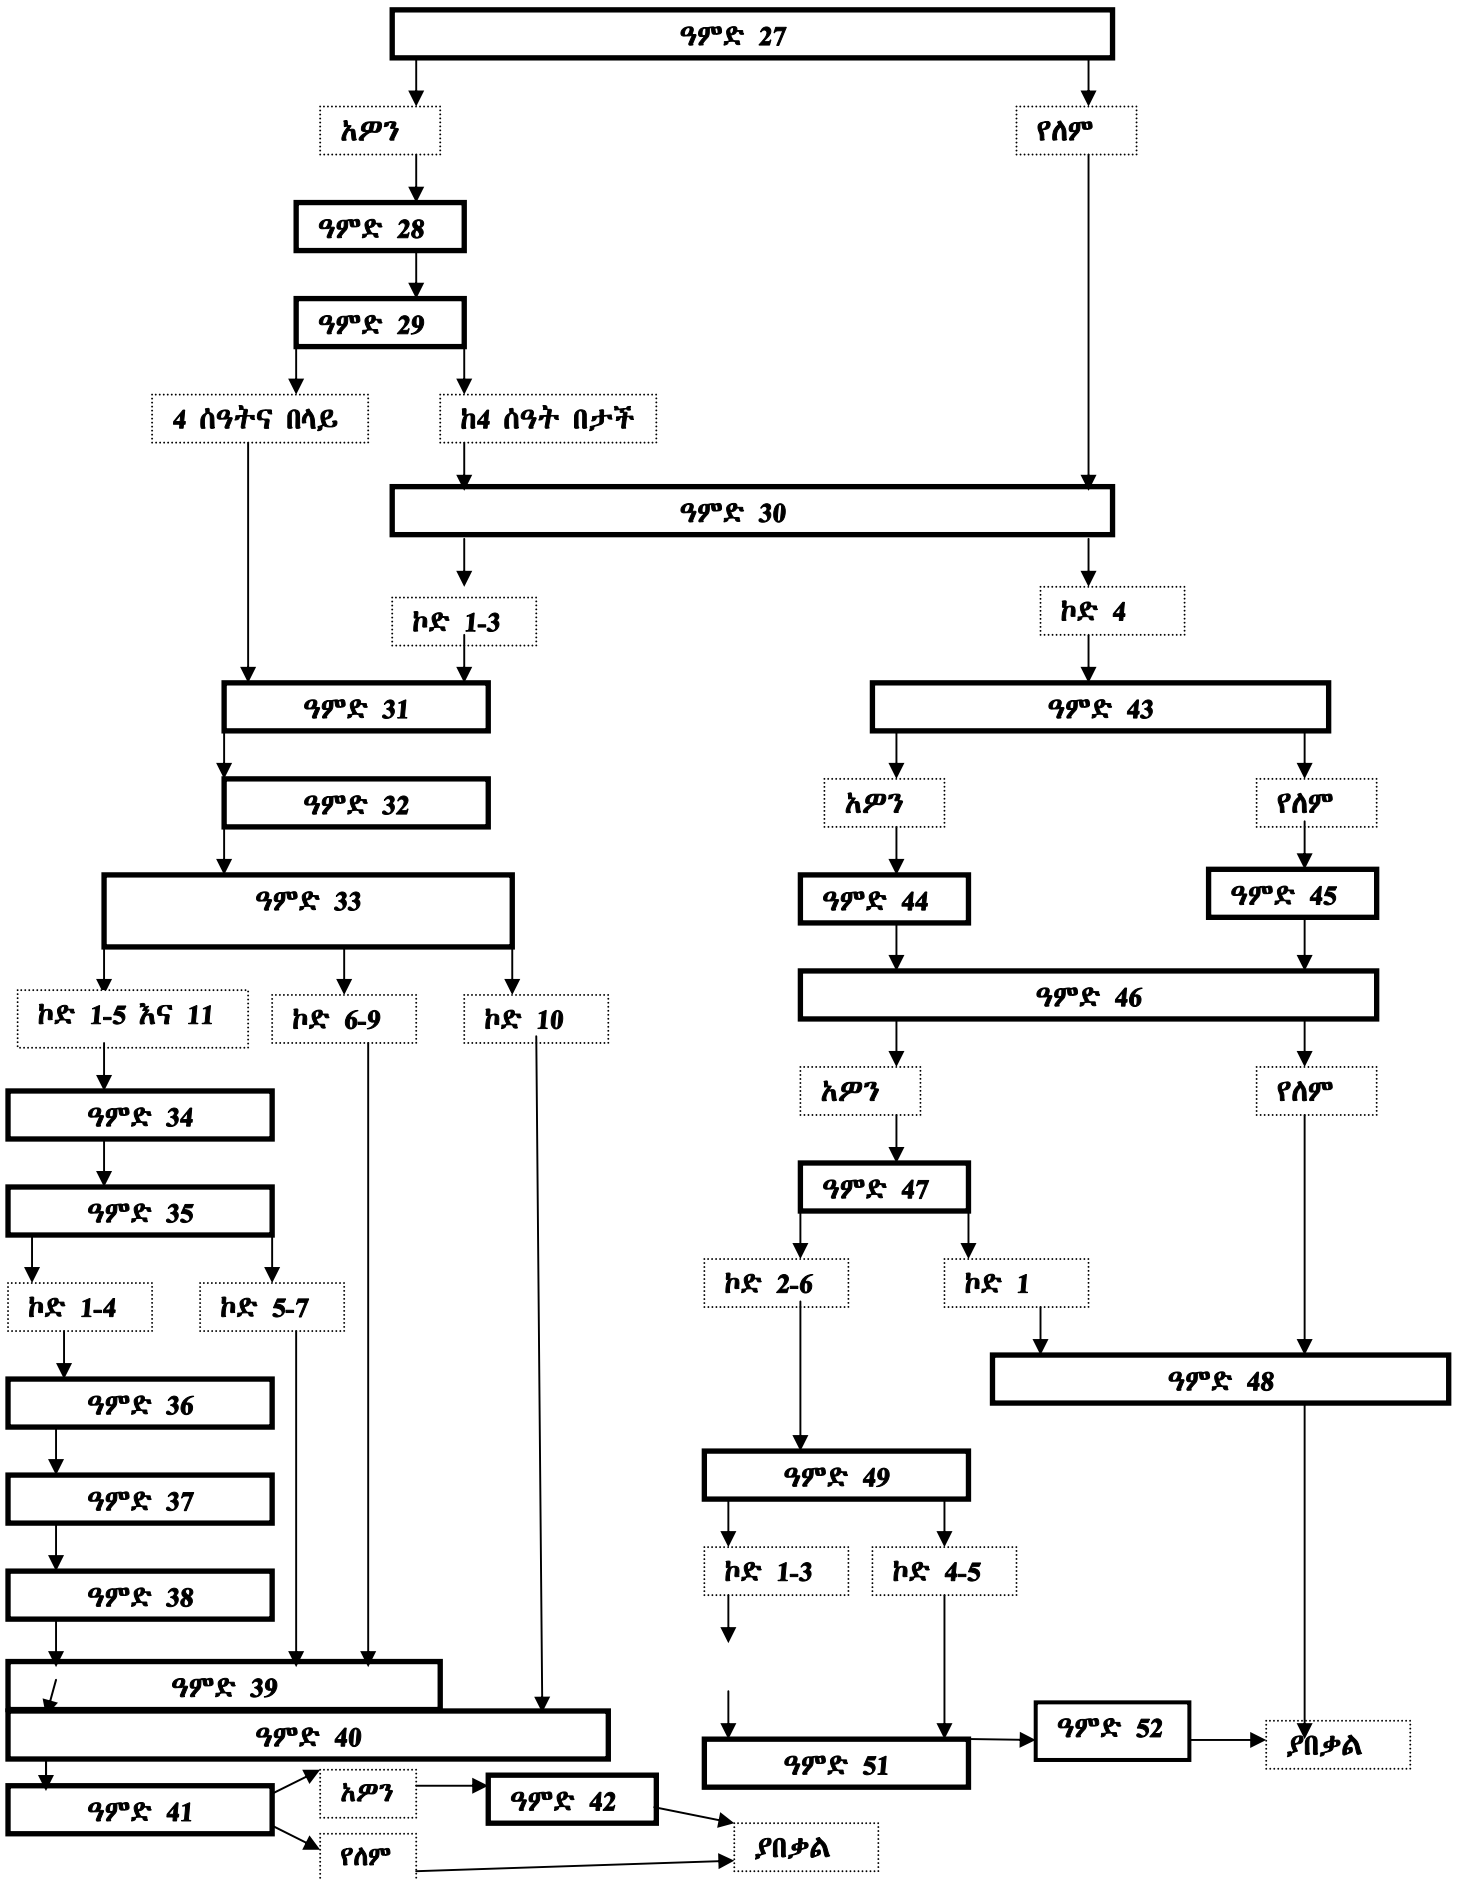 ዓምድ 27
አዎን
የለም
ዓምድ 28
ዓምድ 29
4 ሰዓትና በላይ
ከ4 ሰዓት በታች
ዓምድ 30
ኮድ 1-3
ኮድ 4
ዓምድ 31
ዓምድ 43
ዓምድ 32
አዎን
የለም
ዓምድ 33
ዓምድ 44
ዓምድ 45
ዓምድ 46
ኮድ 1-5 እና 11
ኮድ 6-9
ኮድ 10
አዎን
የለም
ዓምድ 34
ዓምድ 47
ዓምድ 35
ኮድ 2-6
ኮድ 1
ኮድ 1-4
ኮድ 5-7
ዓምድ 48
ዓምድ 36
ዓምድ 49
ዓምድ 37
ኮድ 1-3
ኮድ 4-5
ዓምድ 38
ዓምድ 39
ዓምድ 40
ዓምድ 52
ያበቃል
ዓምድ 51
ዓምድ 41
አዎን
ዓምድ 42
የለም
ያበቃል